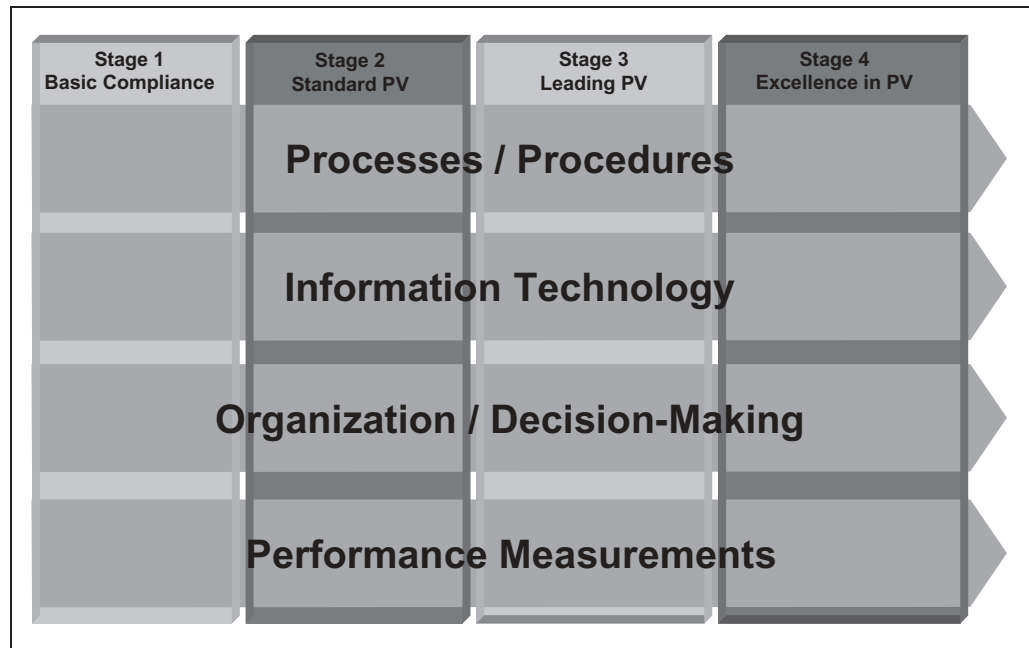 Stage 1
Basic Compliance
Stage 2
Standard PV
Stage 3
Leading PV
Stage 4
Excellence in PV
Processes / Procedures
Information Technology
Organization / Decision-Making
Performance Measurements